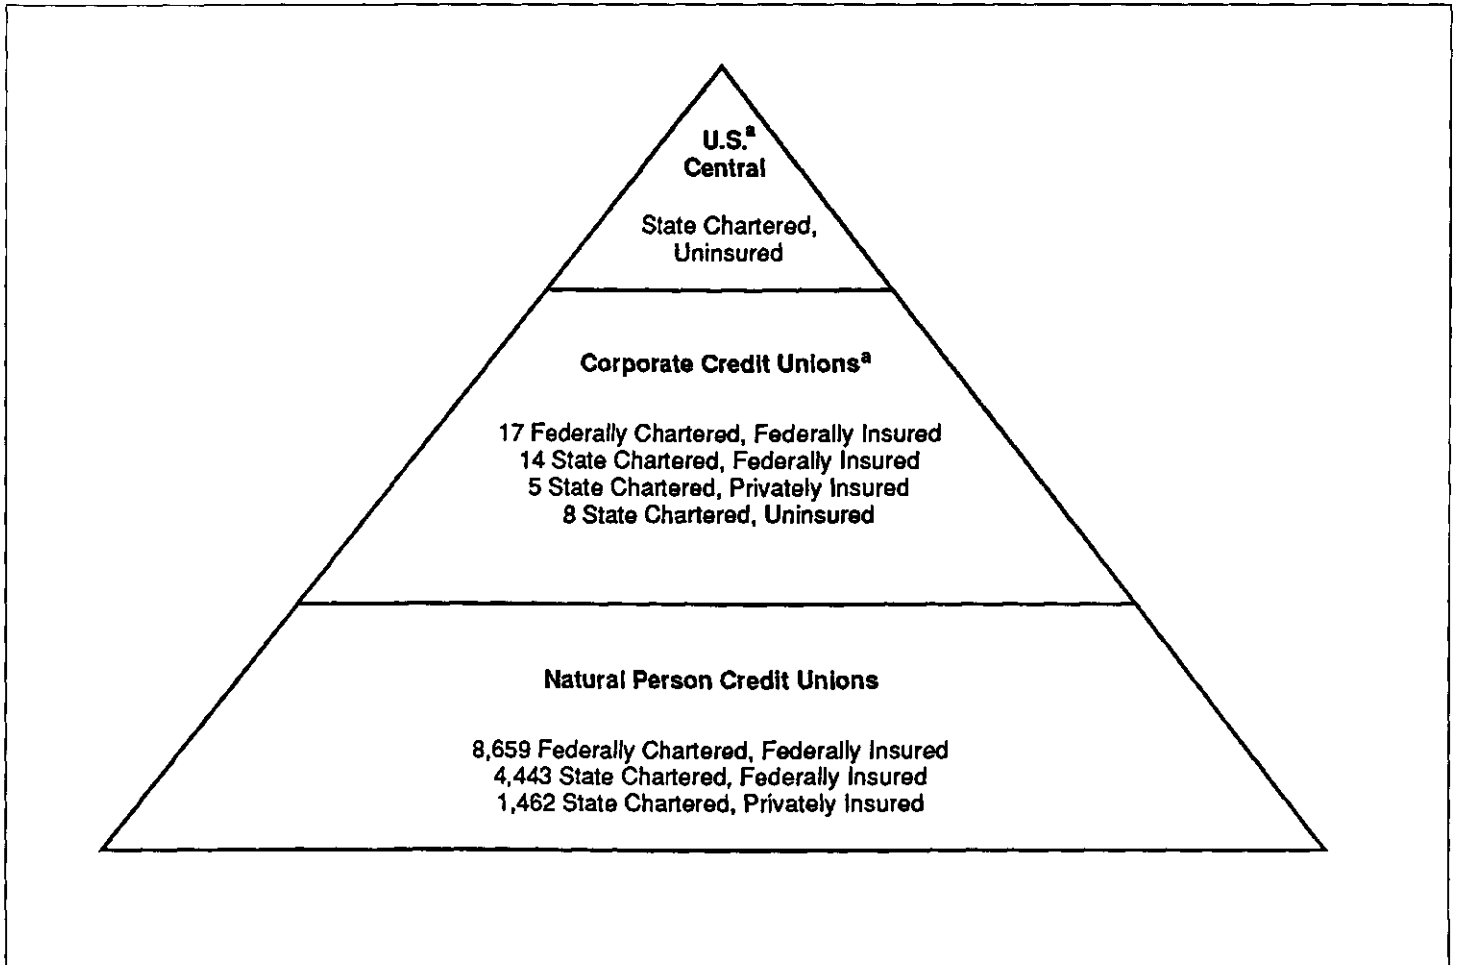 U.S.ᵃ
Central
State Chartered,
Uninsured
Corporate Credit Unionsᵃ
17 Federally Chartered, Federally Insured
14 State Chartered, Federally Insured
5 State Chartered, Privately Insured
8 State Chartered, Uninsured
Natural Person Credit Unions
8,659 Federally Chartered, Federally Insured
4,443 State Chartered, Federally Insured
1,462 State Chartered, Privately Insured